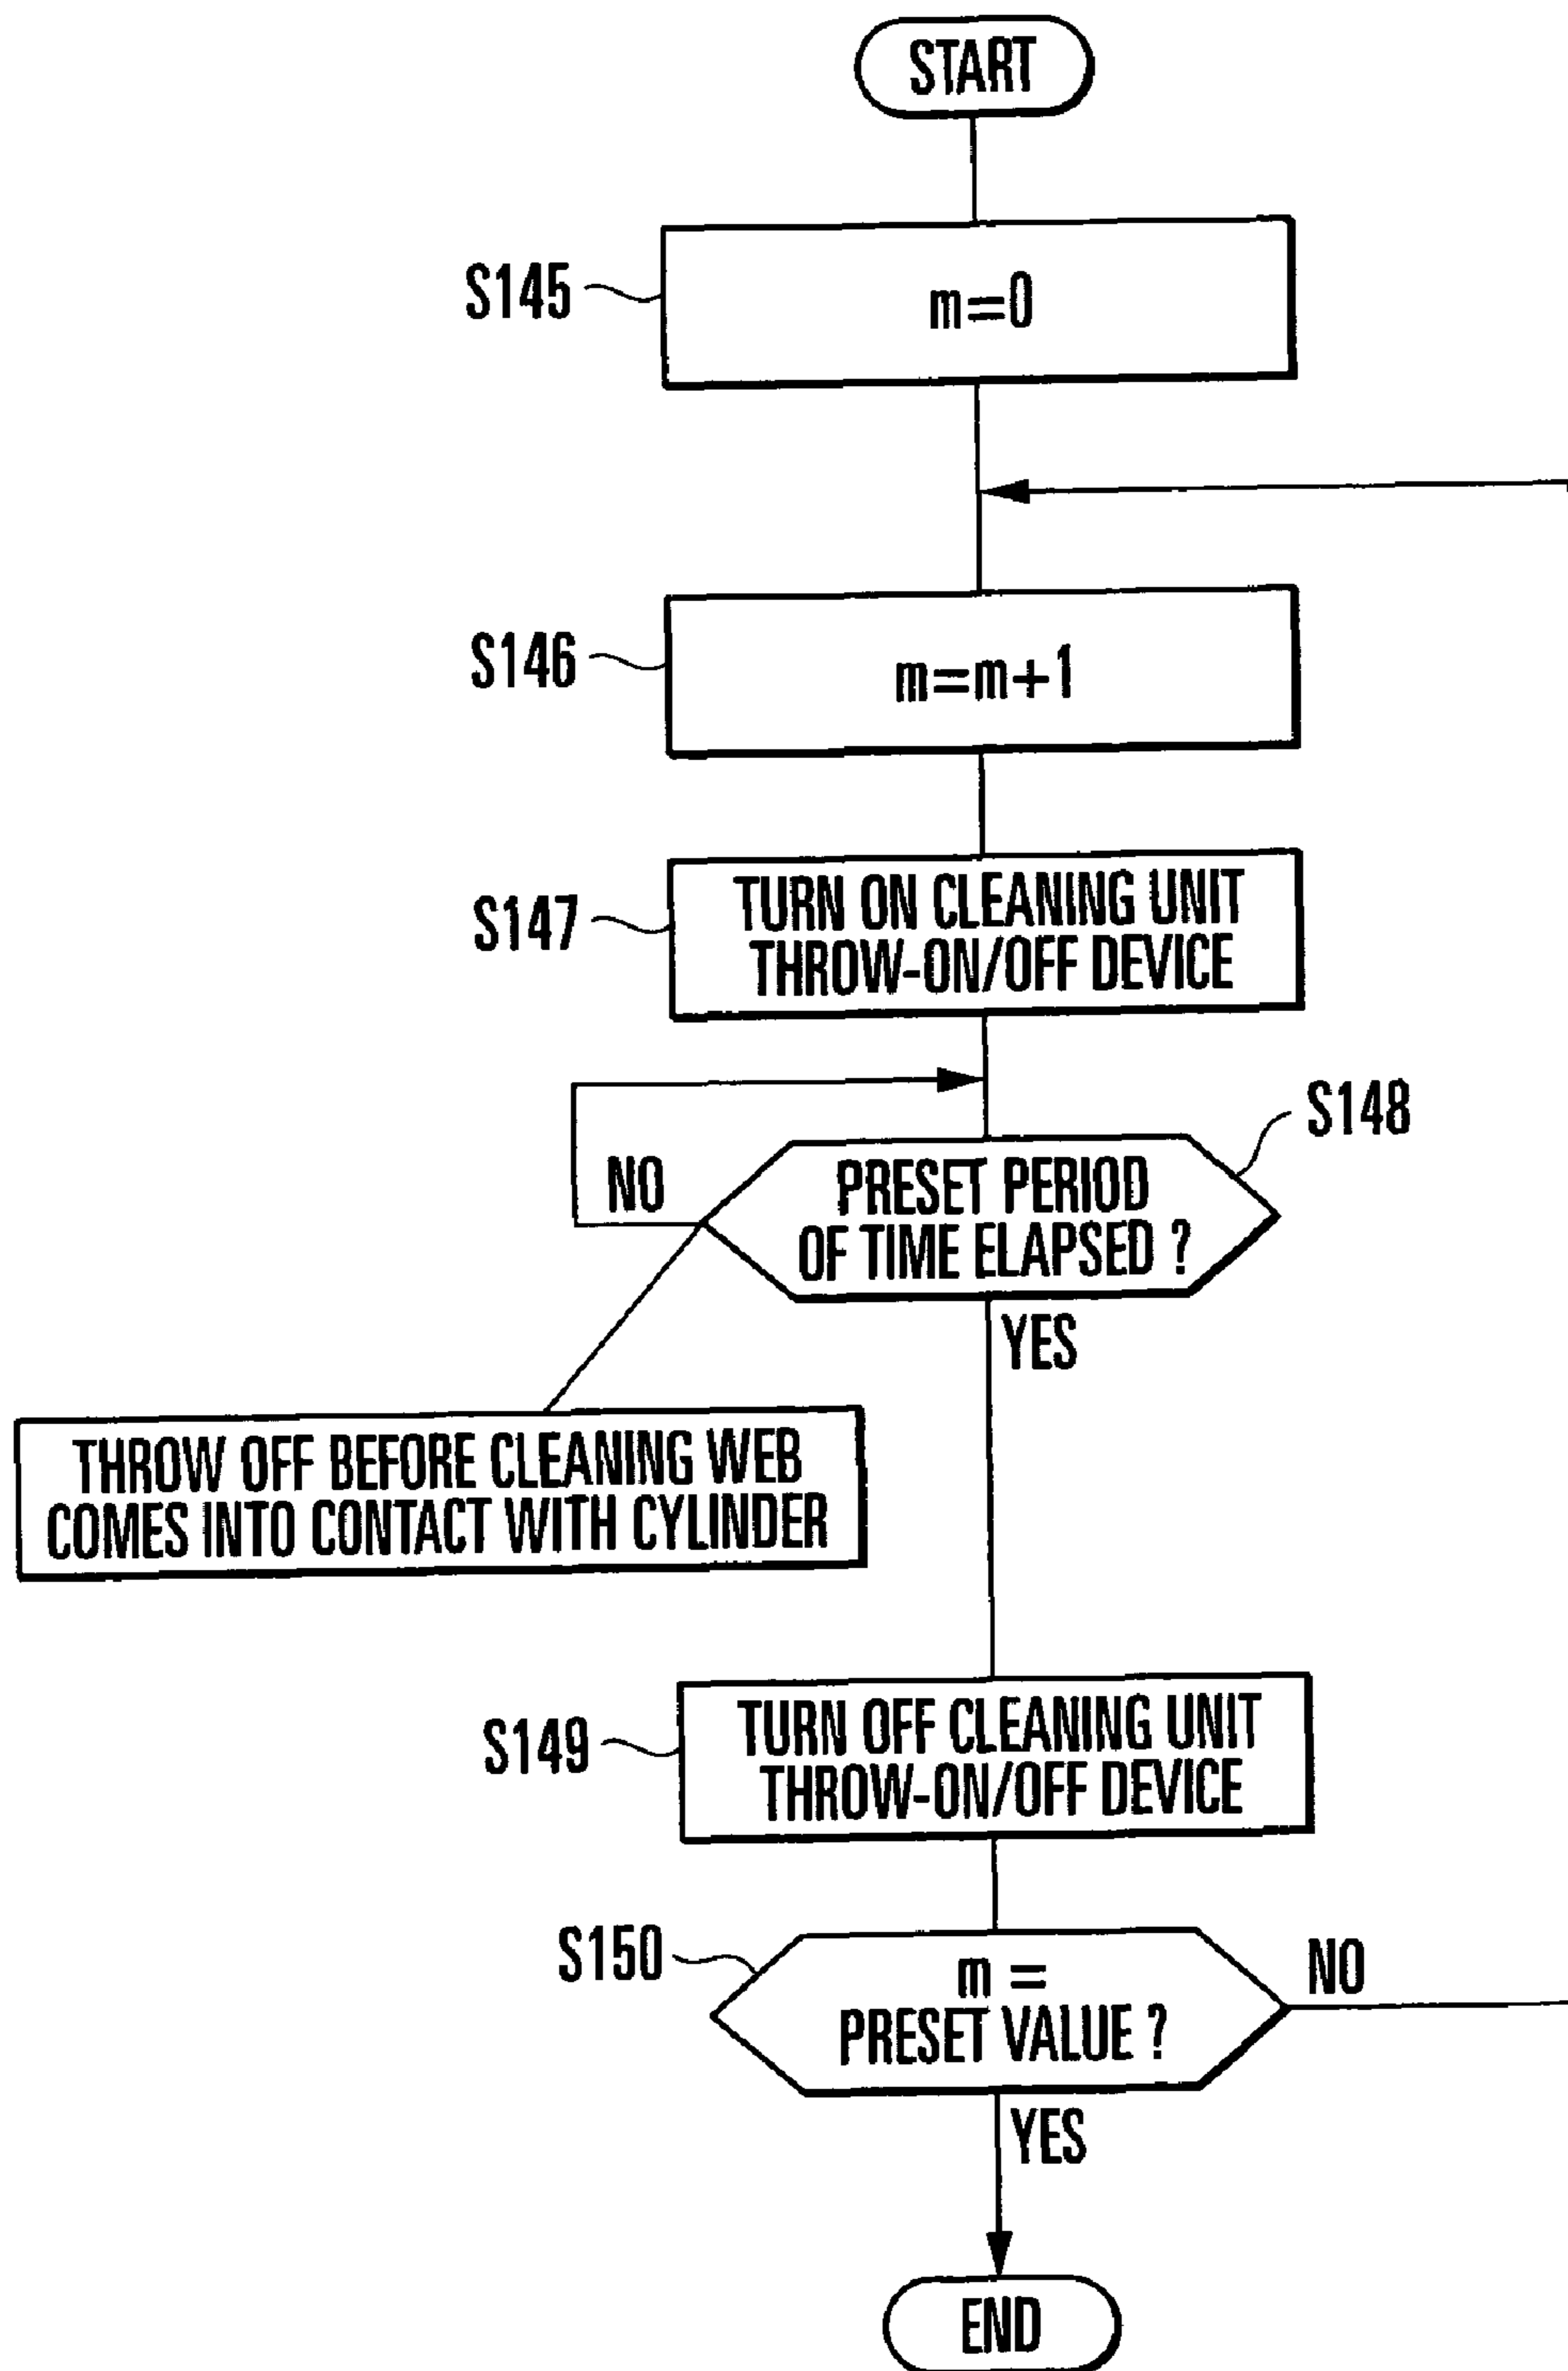 START
S145
m=0
S146
m=m+1
S147
TURN ON CLEANING UNIT
THROW-ON/OFF DEVICE
S148
NO
PRESET PERIOD
OF TIME ELAPSED ?
YES
THROW OFF BEFORE CLEANING WEB
COMES INTO CONTACT WITH CYLINDER
S149
TURN OFF CLEANING UNIT
THROW-ON/OFF DEVICE
S150
m =
PRESET VALUE ?
NO
YES
END